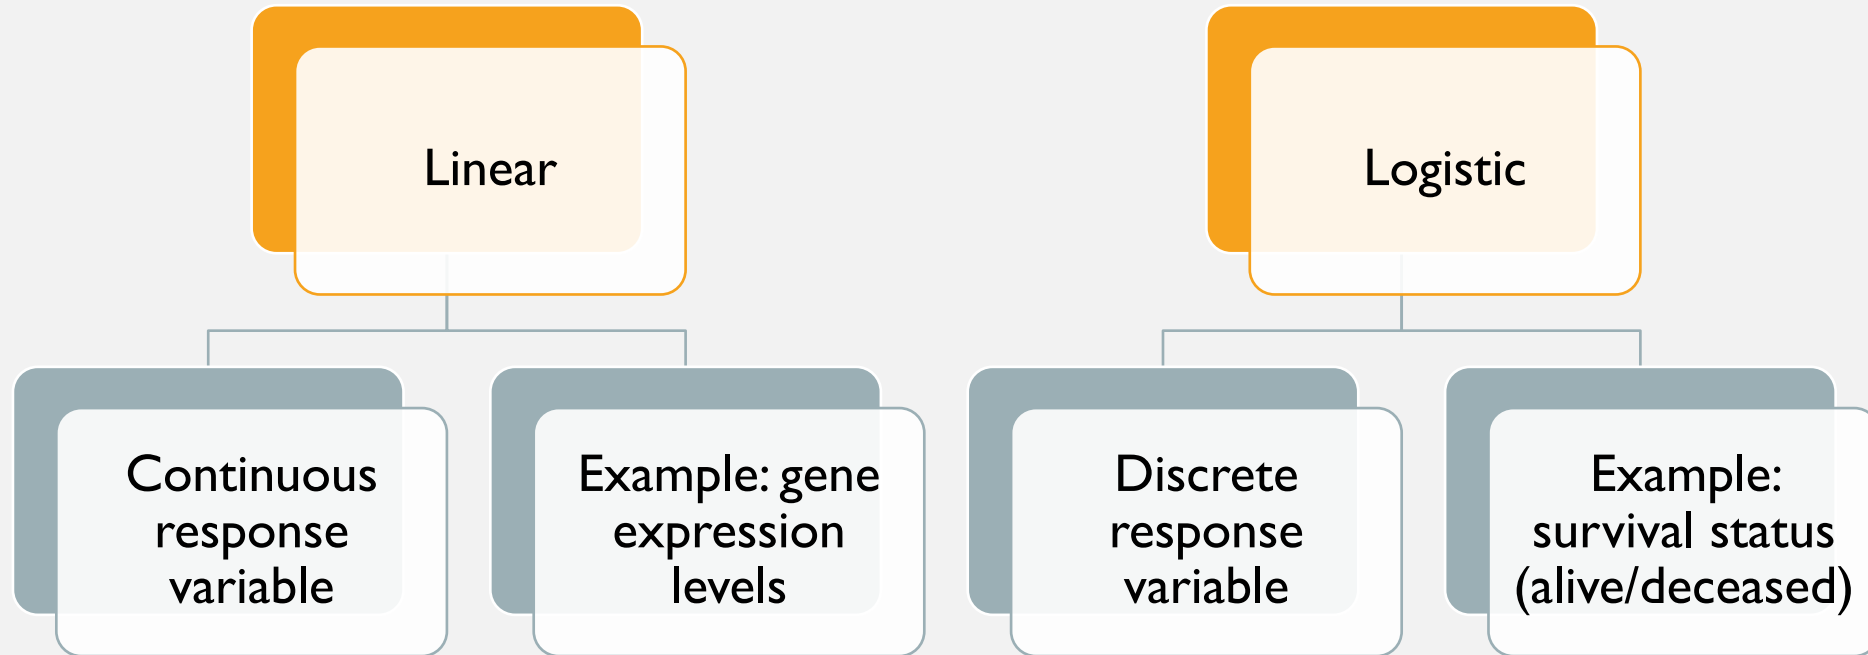 Linear
Logistic
Continuous
response
variable
Example: gene
expression
levels
Discrete
response
variable
Example:
survival status
(alive/deceased)